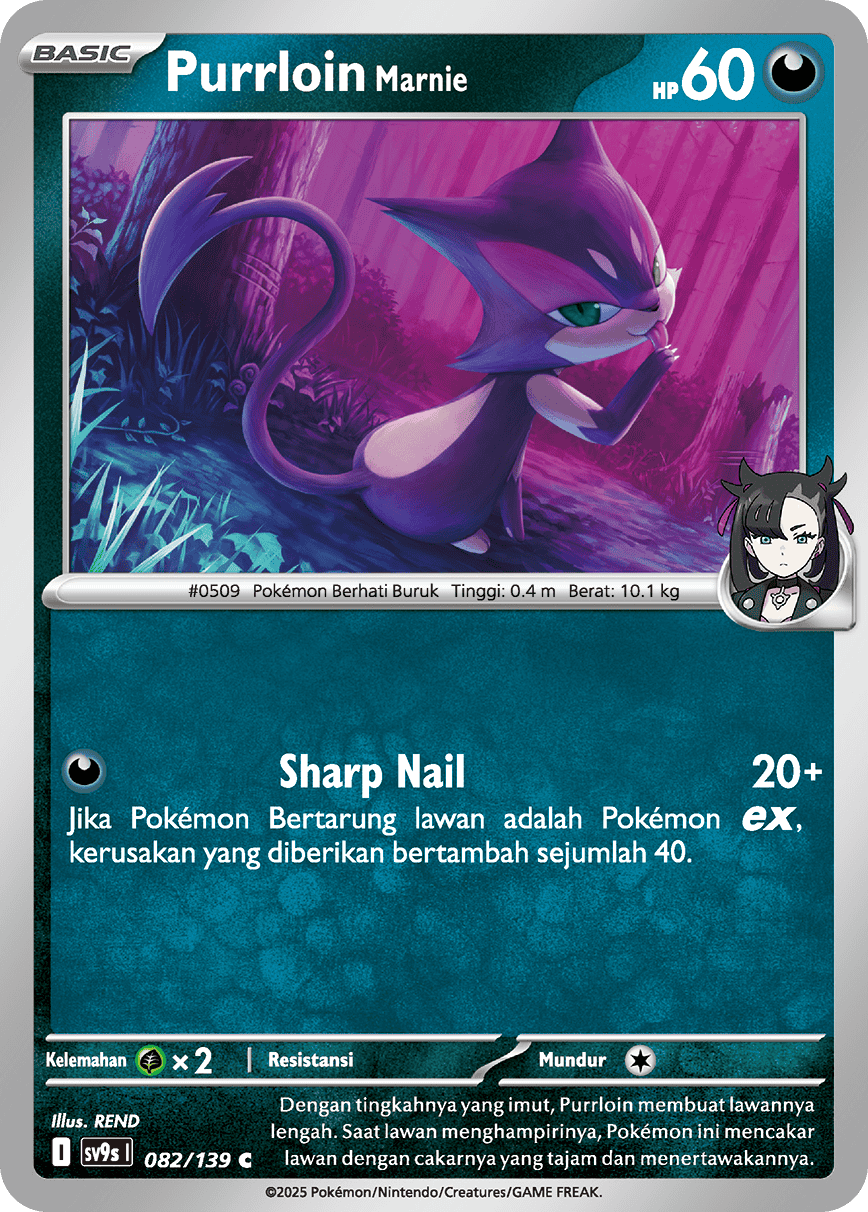 BASIC
Purrloin Marnie
HP 60
#0509 Pokémon Berhati Buruk Tinggi: 0.4 m Berat: 10.1 kg
Sharp Nail 20+
Jika Pokémon Bertarung lawan adalah Pokémon ex,
kerusakan yang diberikan bertambah sejumlah 40.
Kelemahan ×2 | Resistansi Mundur
Illus. REND
Dengan tingkahnya yang imut, Purrloin membuat lawannya
lengah. Saat lawan menghampirinya, Pokémon ini mencakar
lawan dengan cakarnya yang tajam dan menertawakannya.
I sv9s I 082/139 C
©2025 Pokémon/Nintendo/Creatures/GAME FREAK.